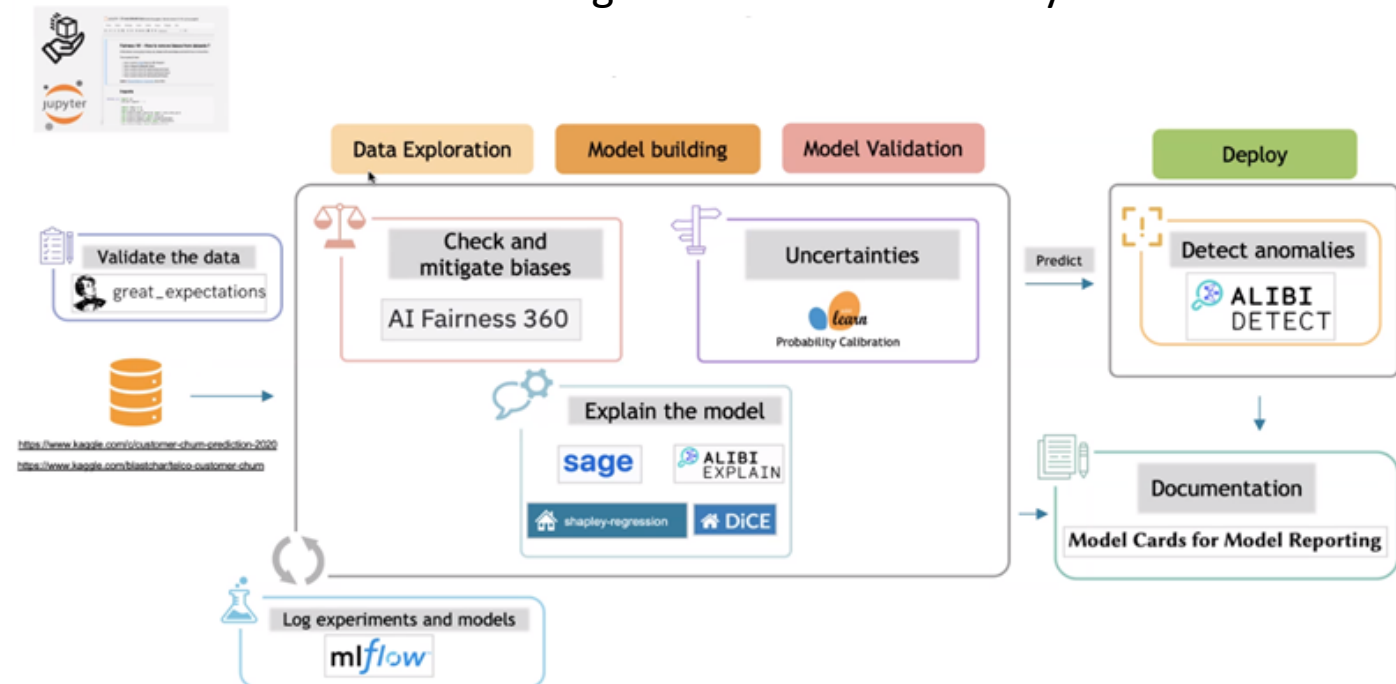 jupyter
Data Exploration
Model building
Model Validation
Deploy
Validate the data
great_expectations
Check and
mitigate biases
AI Fairness 360
Uncertainties
learn
Probability Calibration
Predict
Detect anomalies
ALIBI
DETECT
https://www.kaggle.com/c/customer-churn-prediction-2020
https://www.kaggle.com/blastchar/telco-customer-churn
Explain the model
sage
ALIBI
EXPLAIN
shapley-regression
DiCE
Documentation
Model Cards for Model Reporting
Log experiments and models
mlflow